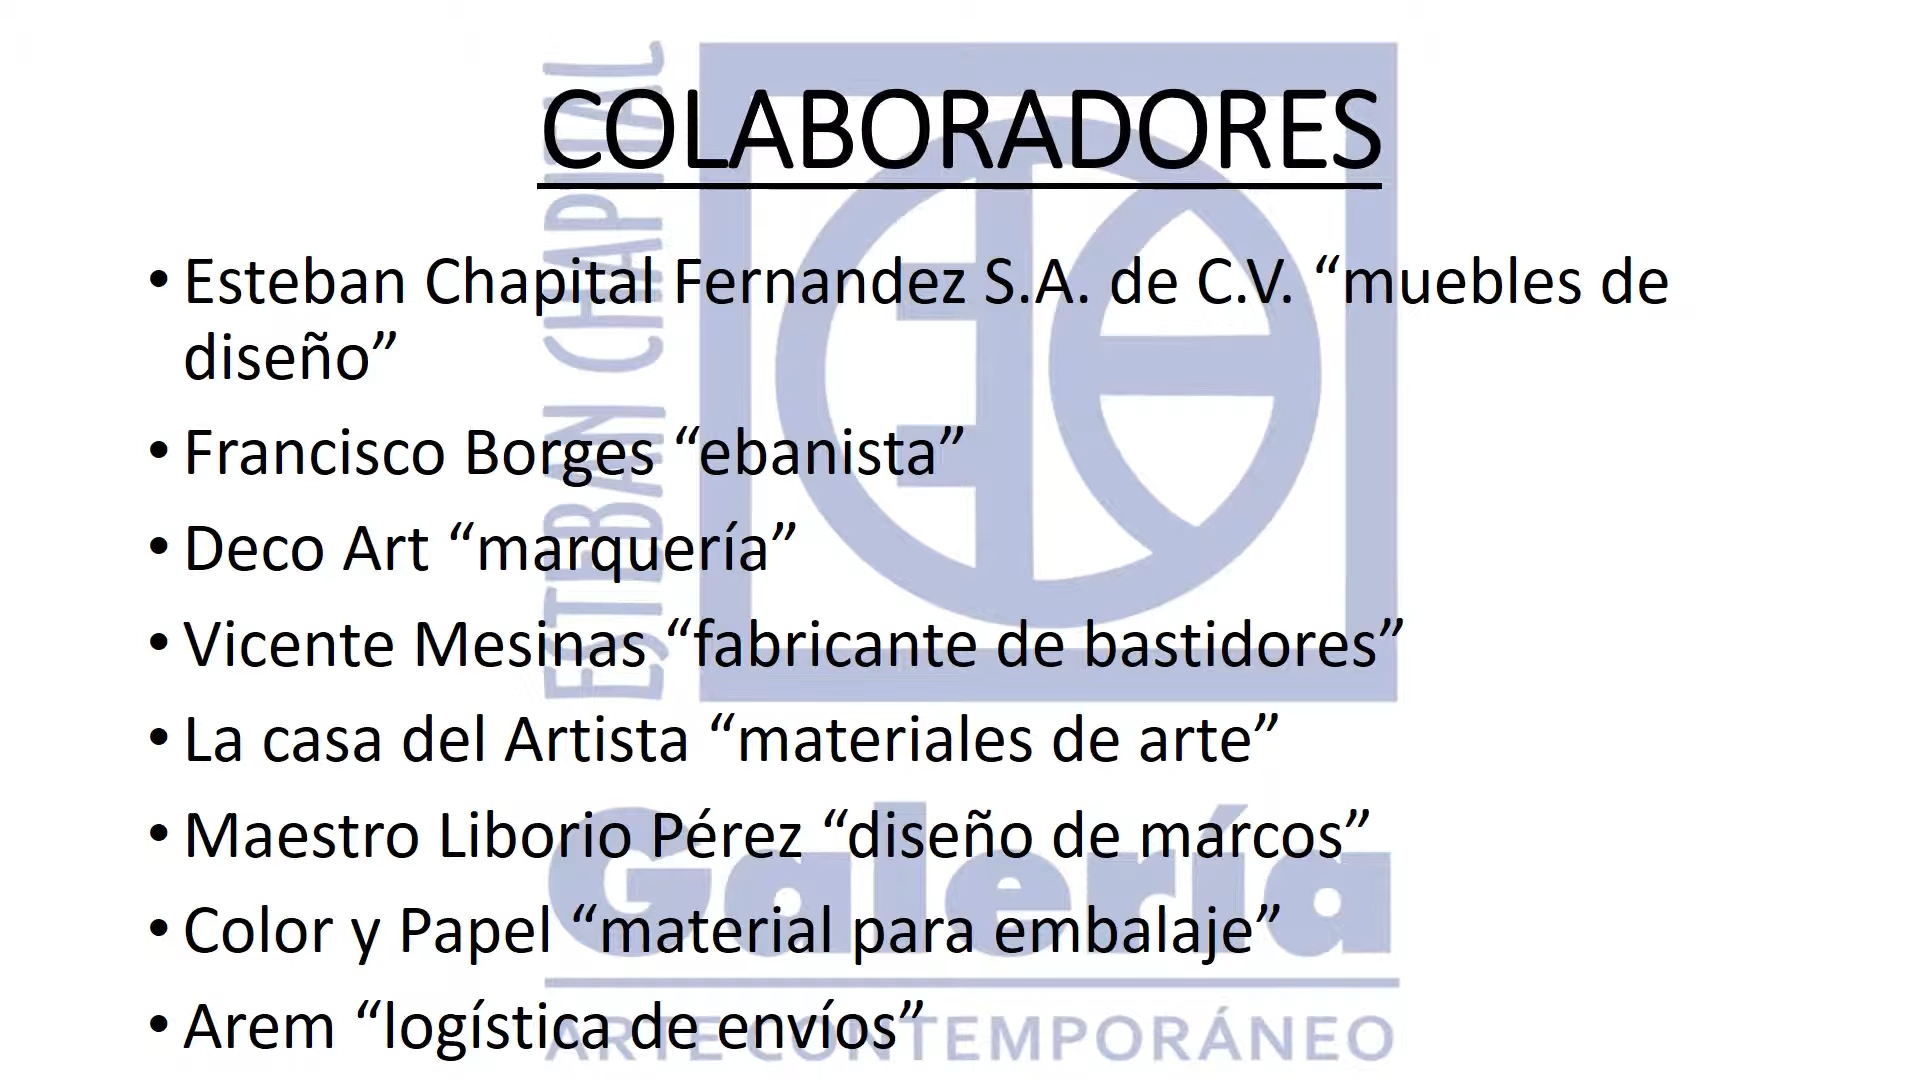 COLABORADORES
• Esteban Chapital Fernandez S.A. de C.V. “muebles de
diseño”
• Francisco Borges “ebanista”
• Deco Art “marquería”
• Vicente Mesinas “fabricante de bastidores”
• La casa del Artista “materiales de arte”
• Maestro Liborio Pérez “diseño de marcos”
• Color y Papel “material para embalaje”
• Arem “logística de envíos”
ESTEBAN CHAPITAL
Galería
ARTE CONTEMPORÁNEO